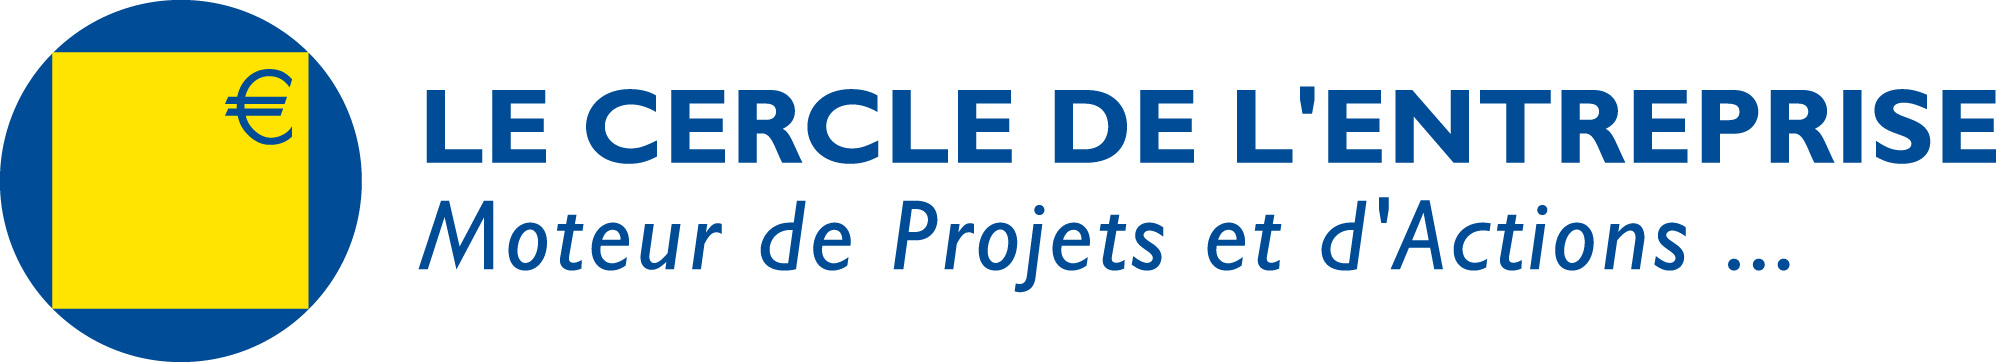 €
LE CERCLE DE L'ENTREPRISE
Moteur de Projets et d'Actions ...